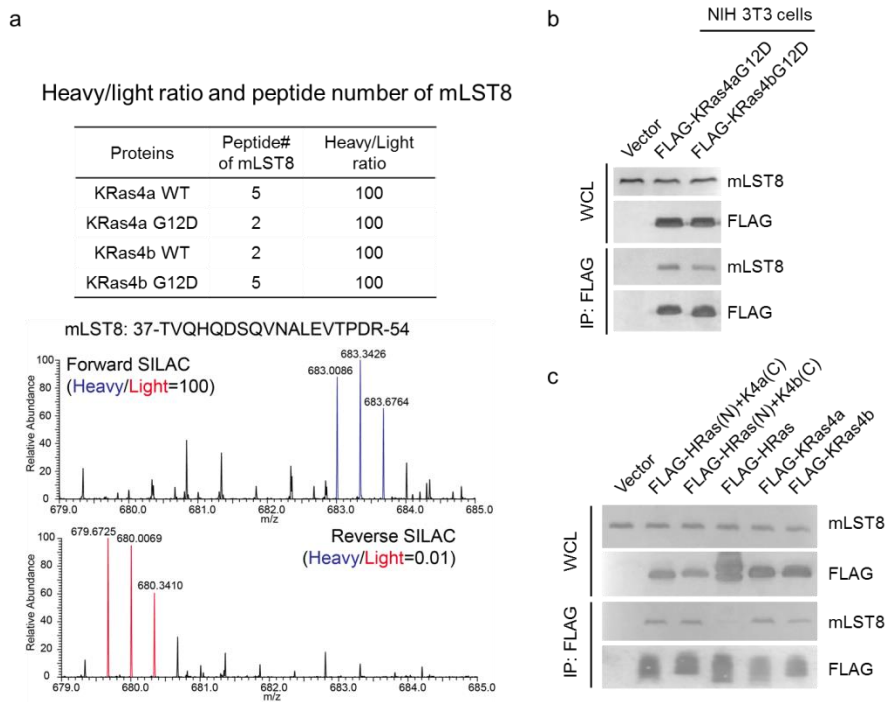 a
Heavy/light ratio and peptide number of mLST8
Proteins Peptide# of mLST8 Heavy/Light ratio
KRas4a WT 5 100
KRas4a G12D 2 100
KRas4b WT 2 100
KRas4b G12D 5 100
mLST8: 37-TVQHQDSQVNALEVTPDR-54
Forward SILAC
(Heavy/Light=100)
683.0086
683.3426
683.6764
Relative Abundance
100
80
60
40
20
0
679.0 680.0 681.0 682.0 683.0 684.0 685.0
m/z
Reverse SILAC
(Heavy/Light=0.01)
679.6725
680.0069
680.3410
Relative Abundance
100
80
60
40
20
0
679.0 680.0 681.0 682.0 683.0 684.0 685.0
m/z
b
NIH 3T3 cells
Vector
FLAG-KRas4aG12D
FLAG-KRas4bG12D
WCL
mLST8
FLAG
IP: FLAG
mLST8
FLAG
c
Vector
FLAG-HRas(N)+K4a(C)
FLAG-HRas(N)+K4b(C)
FLAG-HRas
FLAG-KRas4a
FLAG-KRas4b
WCL
mLST8
FLAG
IP: FLAG
mLST8
FLAG